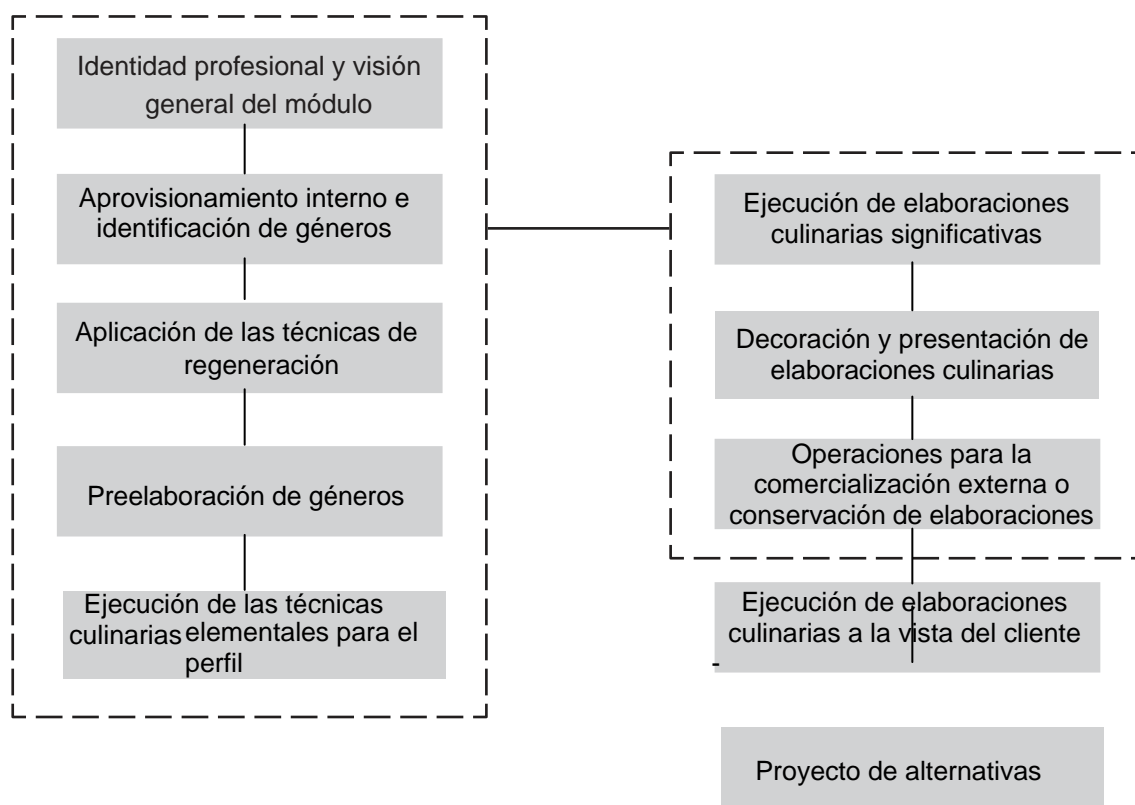 Identidad profesional y visión
general del módulo
Aprovisionamiento interno e
identificación de géneros
Aplicación de las técnicas de
regeneración
Preelaboración de géneros
Ejecución de las técnicas
culinarias elementales para el
perfil
Ejecución de elaboraciones
culinarias significativas
Decoración y presentación de
elaboraciones culinarias
Operaciones para la
comercialización externa o
conservación de elaboraciones
Ejecución de elaboraciones
culinarias a la vista del cliente
-
Proyecto de alternativas